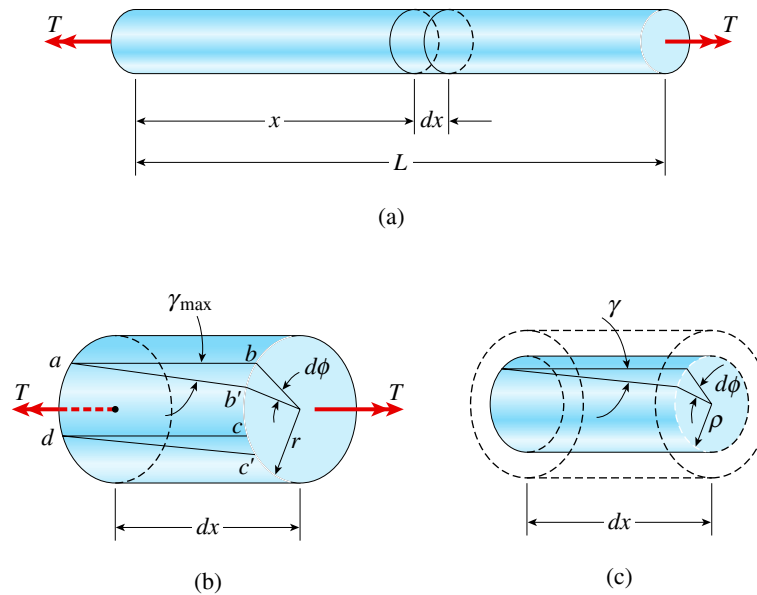 T T
x dx
L
(a)
γmax
a b dϕ
T b′ T
d c r
c′
dx
(b)
γ
dϕ
ρ
dx
(c)